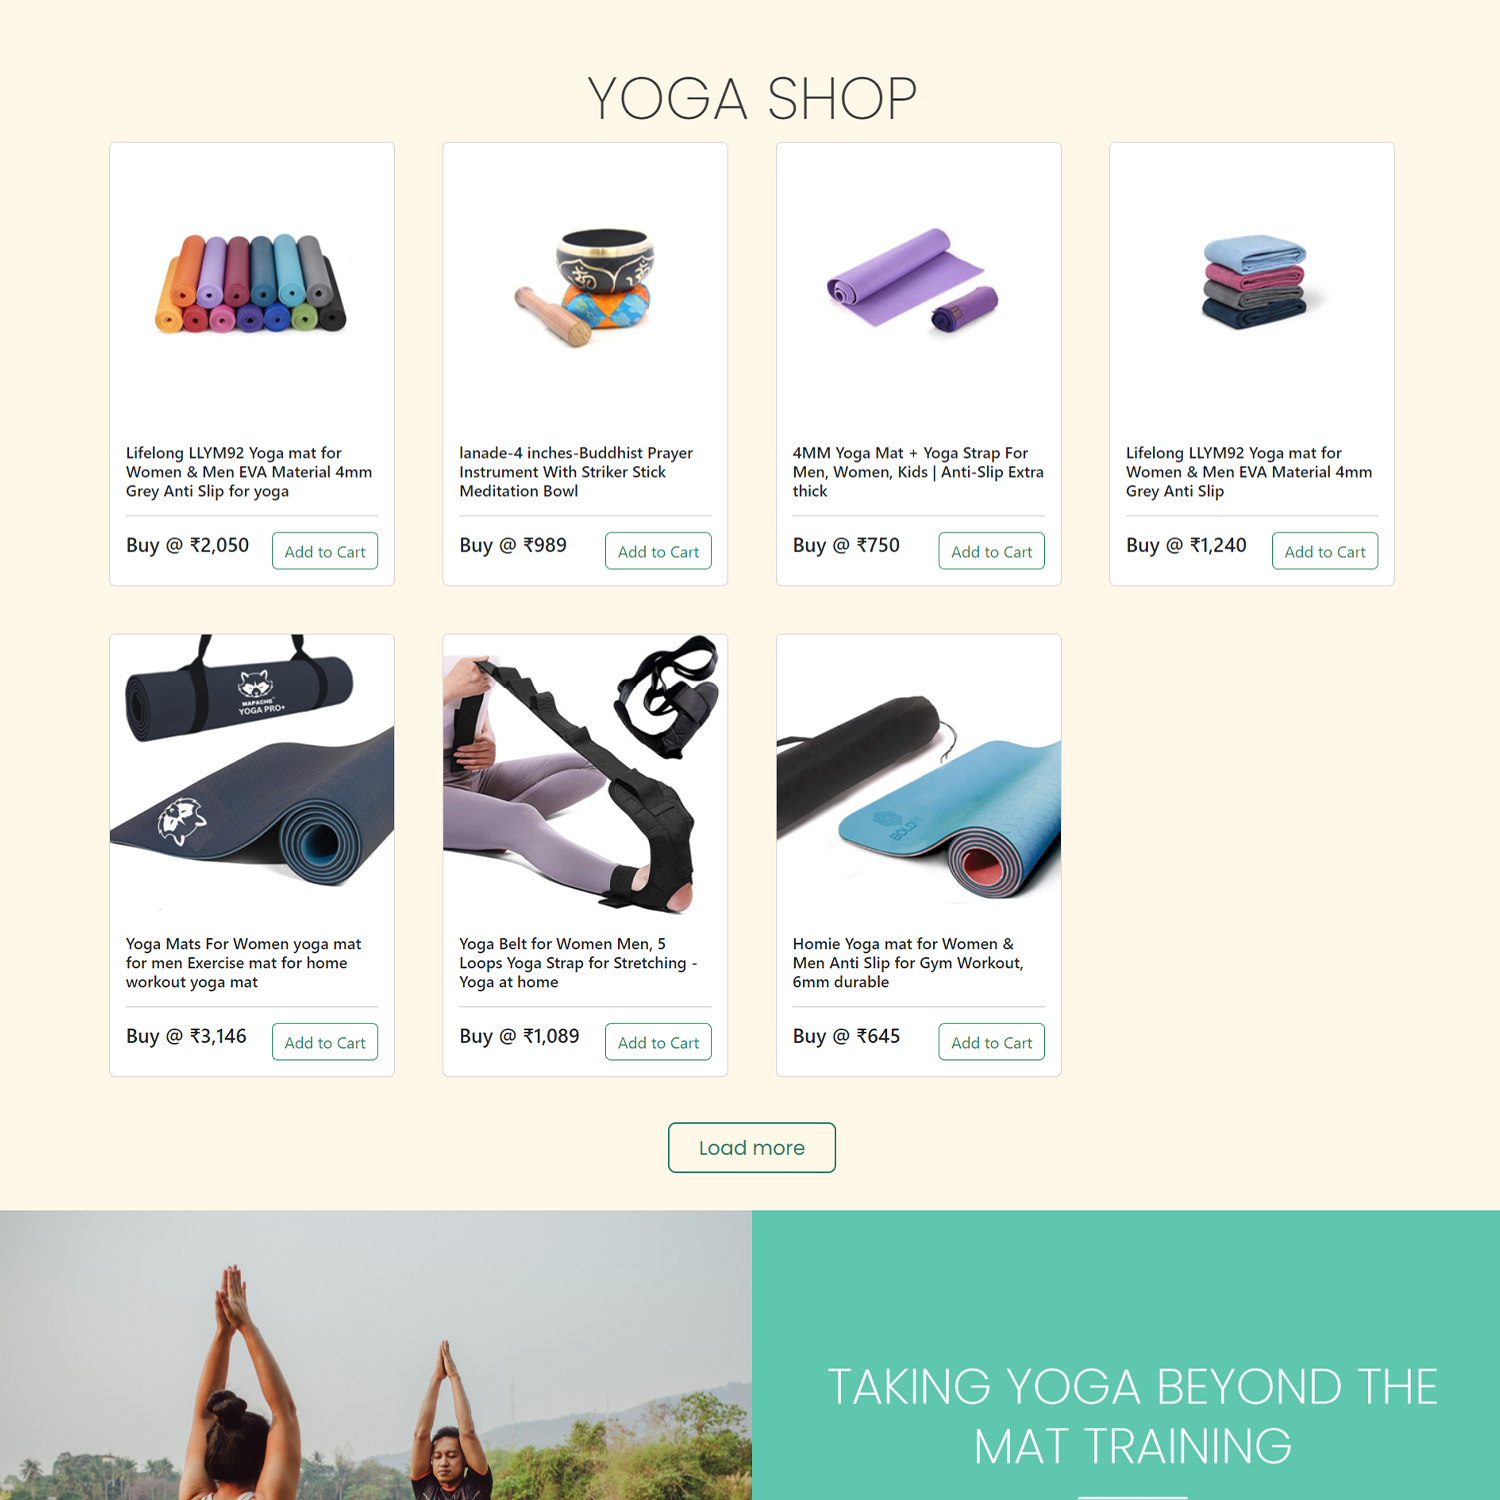 YOGA SHOP
Lifelong LLYM92 Yoga mat for
Women & Men EVA Material 4mm
Grey Anti Slip for yoga
Buy @ ₹2,050
Add to Cart
lanade-4 inches-Buddhist Prayer
Instrument With Striker Stick
Meditation Bowl
Buy @ ₹989
Add to Cart
4MM Yoga Mat + Yoga Strap For
Men, Women, Kids | Anti-Slip Extra
thick
Buy @ ₹750
Add to Cart
Lifelong LLYM92 Yoga mat for
Women & Men EVA Material 4mm
Grey Anti Slip
Buy @ ₹1,240
Add to Cart
MAPACHE
YOGA PRO+
Yoga Mats For Women yoga mat
for men Exercise mat for home
workout yoga mat
Buy @ ₹3,146
Add to Cart
Yoga Belt for Women Men, 5
Loops Yoga Strap for Stretching -
Yoga at home
Buy @ ₹1,089
Add to Cart
BOLDFIT
Homie Yoga mat for Women &
Men Anti Slip for Gym Workout,
6mm durable
Buy @ ₹645
Add to Cart
Load more
TAKING YOGA BEYOND THE
MAT TRAINING